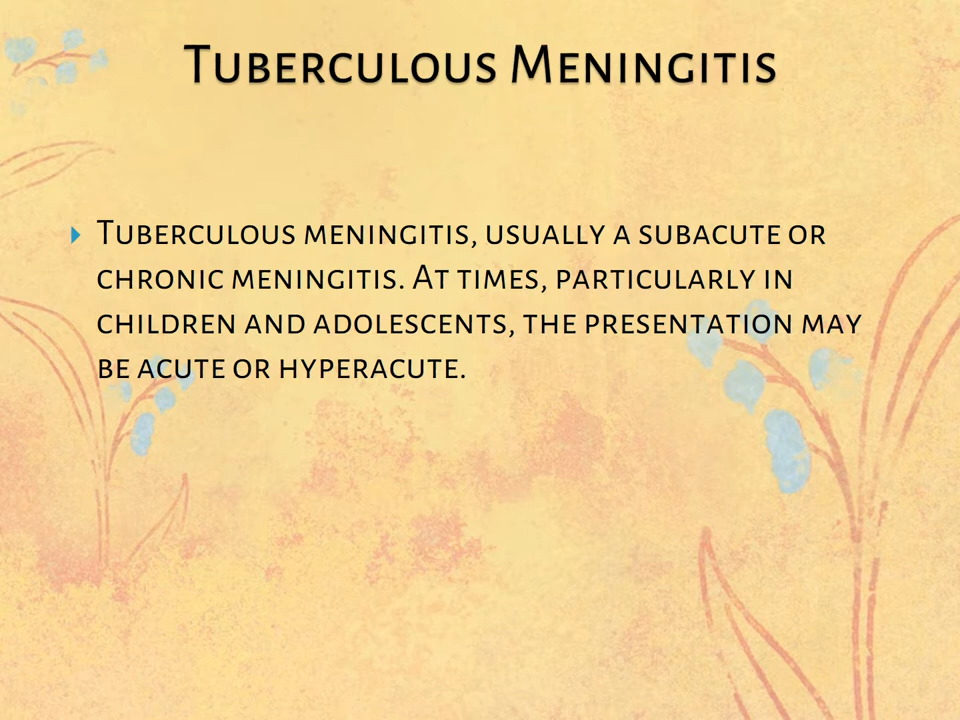 Tuberculous Meningitis
Tuberculous meningitis, usually a subacute or
chronic meningitis. At times, particularly in
children and adolescents, the presentation may
be acute or hyperacute.